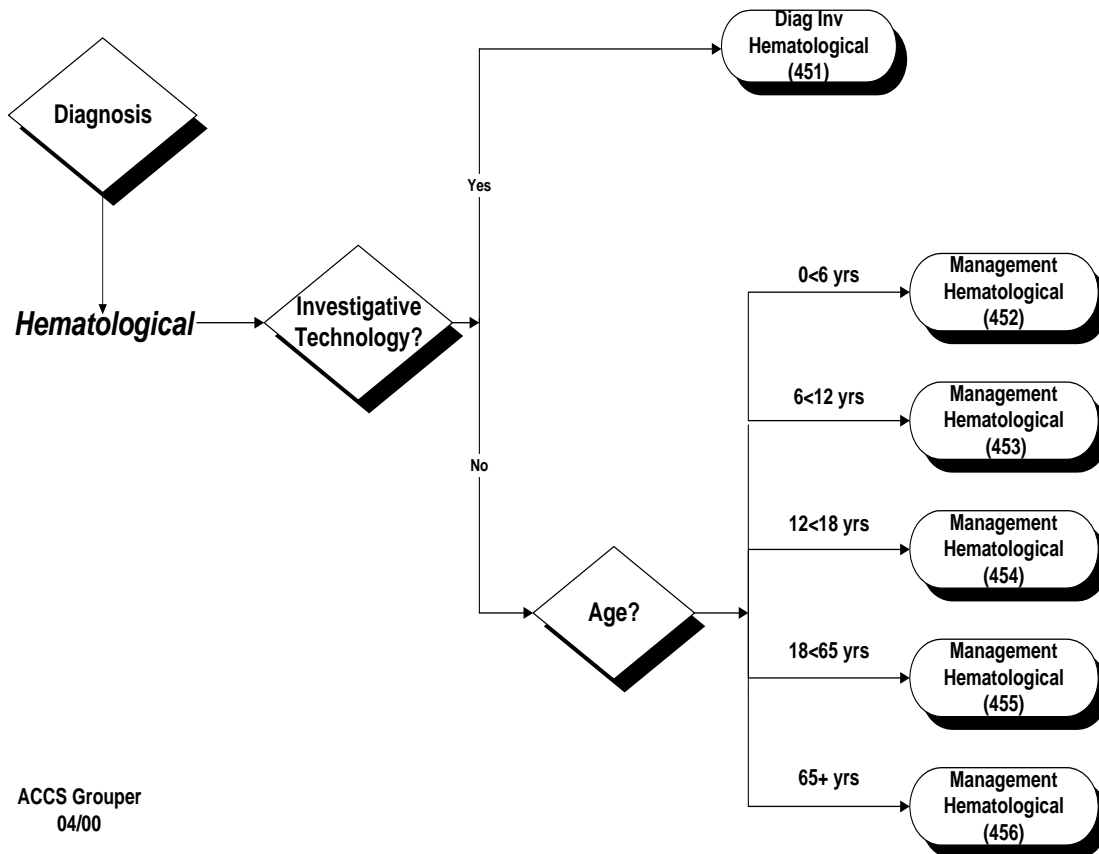 Diag Inv
Hematological
(451)
Diagnosis
Yes
Hematological
Investigative
Technology?
0<6 yrs
Management
Hematological
(452)
6<12 yrs
Management
Hematological
(453)
No
12<18 yrs
Management
Hematological
(454)
Age?
18<65 yrs
Management
Hematological
(455)
65+ yrs
Management
Hematological
(456)
ACCS Grouper
04/00